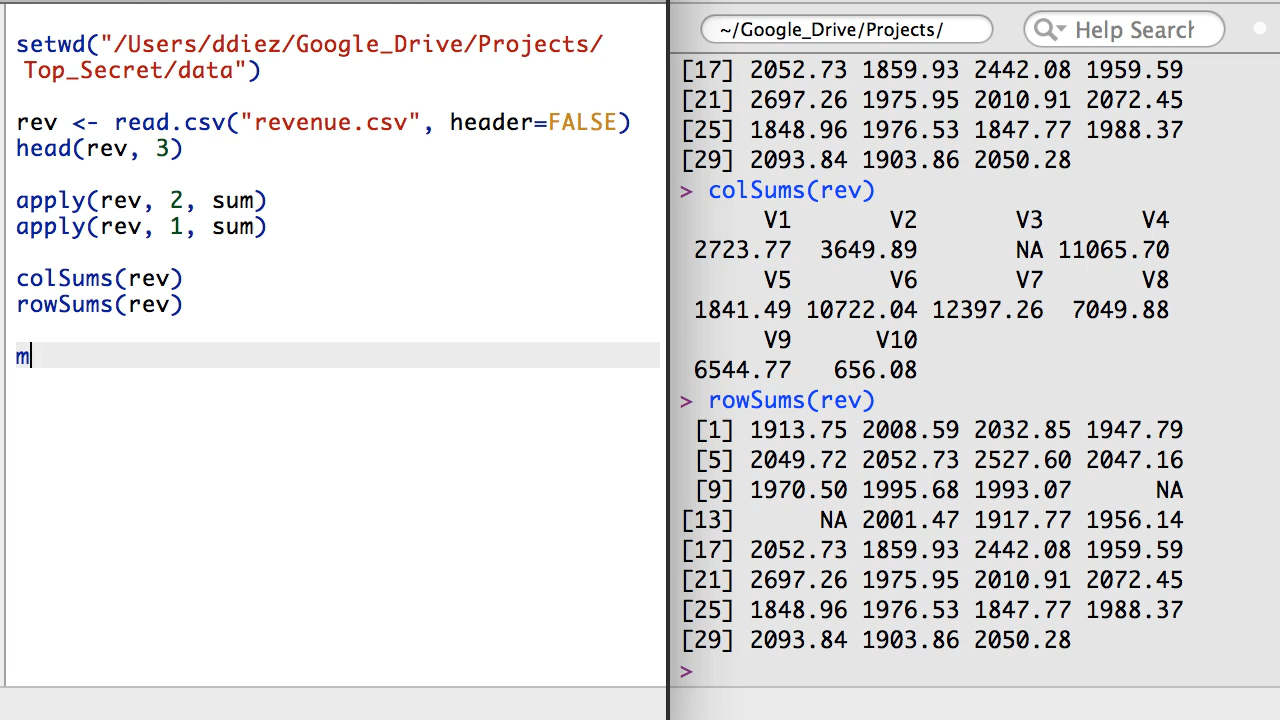 setwd("/Users/ddiez/Google_Drive/Projects/
Top_Secret/data")
rev <- read.csv("revenue.csv", header=FALSE)
head(rev, 3)
apply(rev, 2, sum)
apply(rev, 1, sum)
colSums(rev)
rowSums(rev)
m
~/Google_Drive/Projects/
Help Search
[17] 2052.73 1859.93 2442.08 1959.59
[21] 2697.26 1975.95 2010.91 2072.45
[25] 1848.96 1976.53 1847.77 1988.37
[29] 2093.84 1903.86 2050.28
> colSums(rev)
V1 V2 V3 V4
2723.77 3649.89 NA 11065.70
V5 V6 V7 V8
1841.49 10722.04 12397.26 7049.88
V9 V10
6544.77 656.08
> rowSums(rev)
[1] 1913.75 2008.59 2032.85 1947.79
[5] 2049.72 2052.73 2527.60 2047.16
[9] 1970.50 1995.68 1993.07 NA
[13] NA 2001.47 1917.77 1956.14
[17] 2052.73 1859.93 2442.08 1959.59
[21] 2697.26 1975.95 2010.91 2072.45
[25] 1848.96 1976.53 1847.77 1988.37
[29] 2093.84 1903.86 2050.28
>